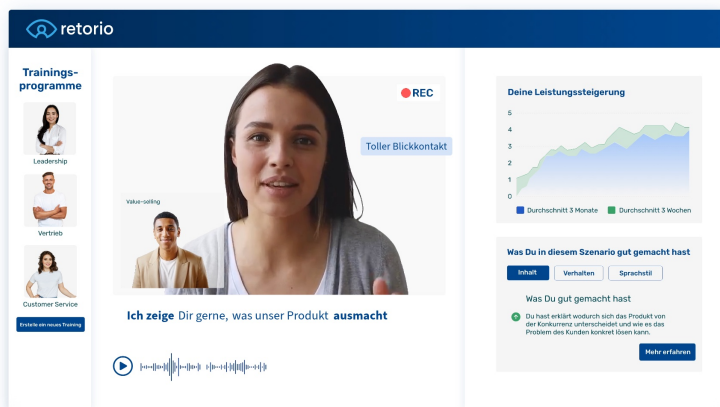 retorio
Trainings-
programme
Leadership
Vertrieb
Customer Service
Erstelle ein neues Training
REC
Toller Blickkontakt
Value-selling
Ich zeige Dir gerne, was unser Produkt ausmacht
Deine Leistungssteigerung
5
4
3
2
1
0
Durchschnitt 3 Monate
Durchschnitt 3 Wochen
Was Du in diesem Szenario gut gemacht hast
Inhalt
Verhalten
Sprachstil
Was Du gut gemacht hast
Du hast erklärt wodurch sich das Produkt von
der Konkurrenz unterscheidet und wie es das
Problem des Kunden konkret lösen kann.
Mehr erfahren